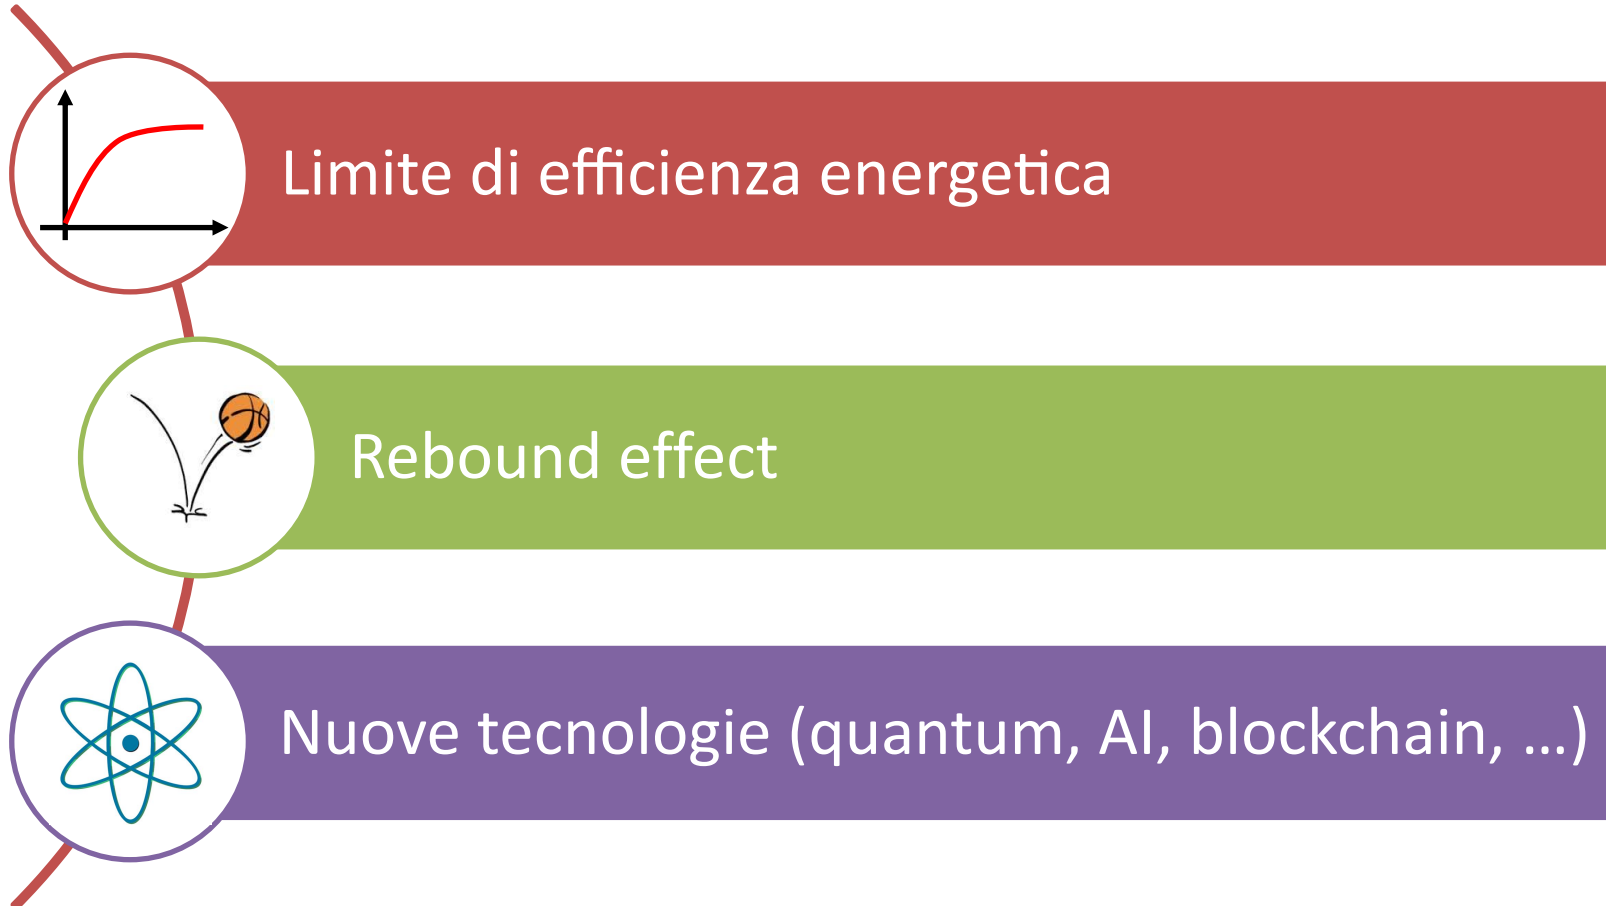 Limite di efficienza energetica
Rebound effect
Nuove tecnologie (quantum, AI, blockchain, …)